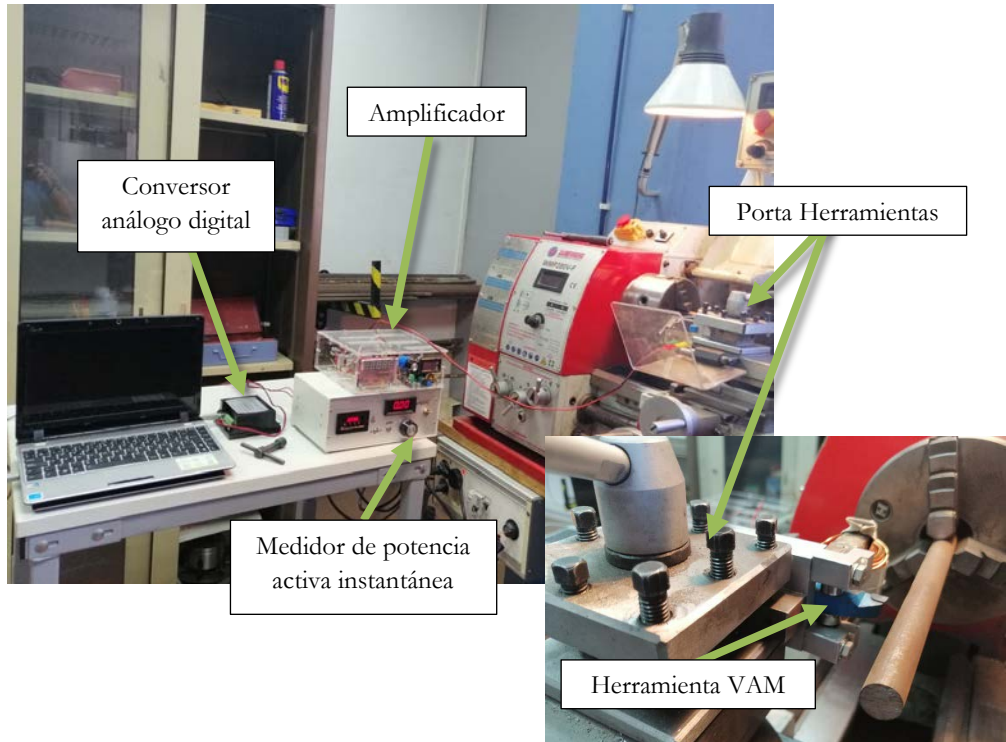 Amplificador
Conversor
análogo digital
Porta Herramientas
Medidor de potencia
activa instantánea
Herramienta VAM